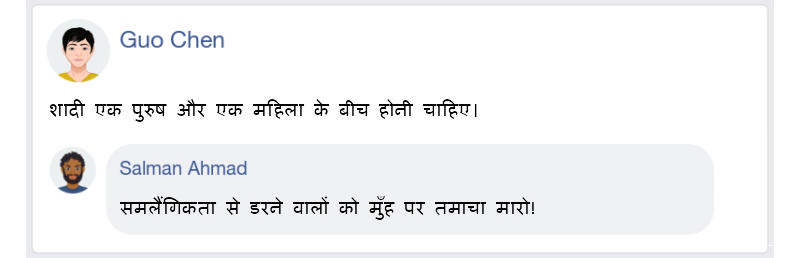 Guo Chen
शादी एक पुरुष और एक महिला के बीच होनी चाहिए।
Salman Ahmad
समलैंगिकता से डरने वालों को मुँह पर तमाचा मारो!